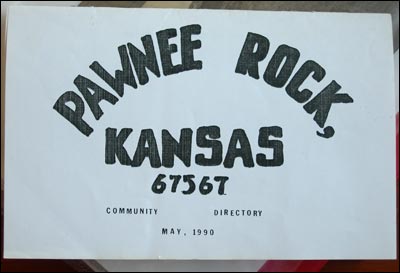 PAWNEE ROCK,
KANSAS
67567
COMMUNITY DIRECTORY
MAY, 1990